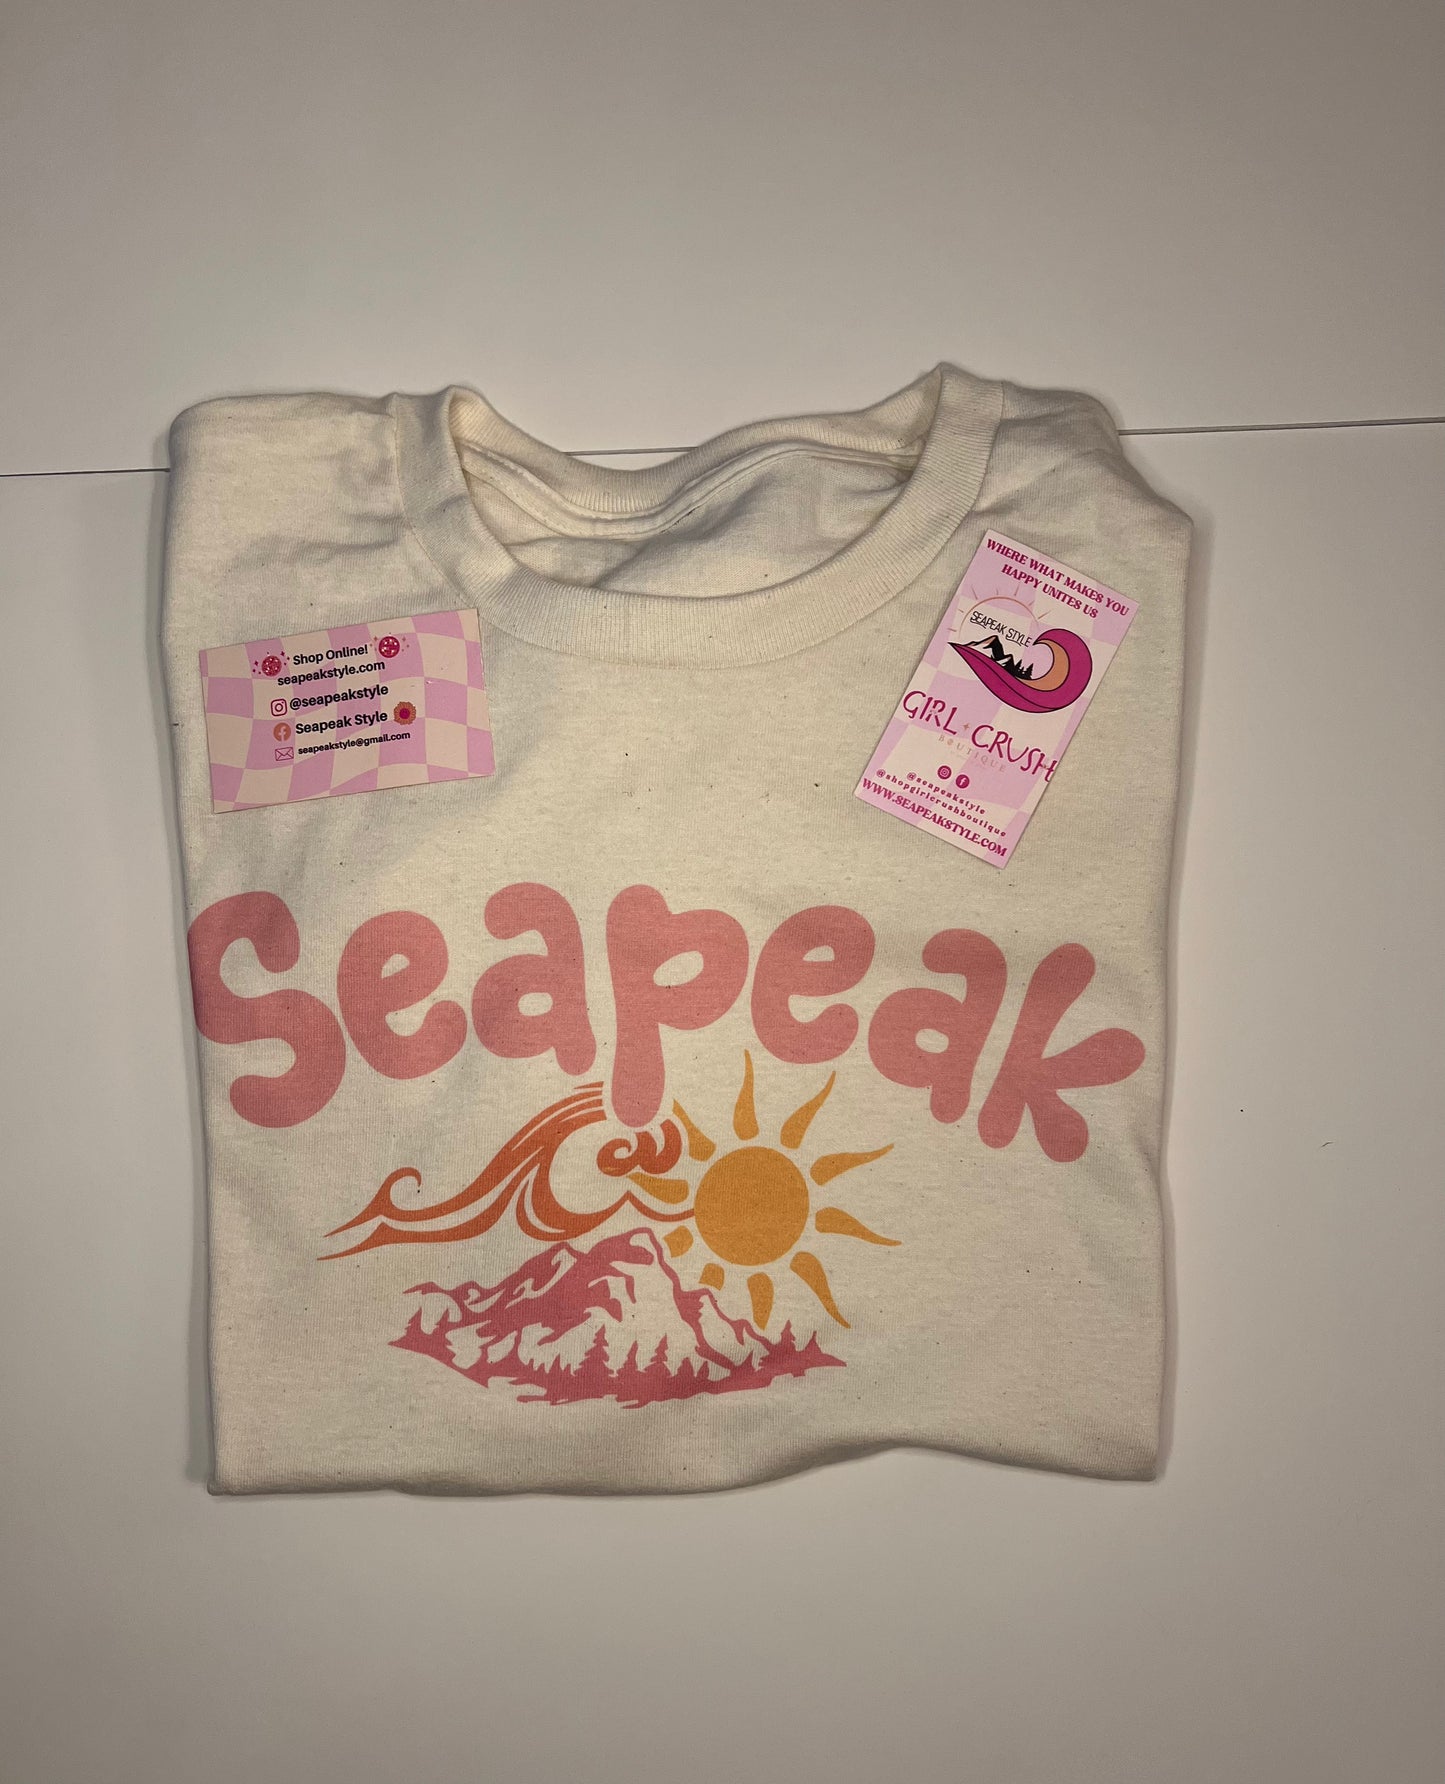 Shop Online!
seapeakstyle.com
@seapeakstyle
Seapeak Style
seapeakstyle@gmail.com
WHERE WHAT MAKES YOU
HAPPY UNITES US
SEAPEAK STYLE
GIRL CRUSH
BOUTIQUE
@seapeakstyle
@shopgirlcrushboutique
WWW.SEAPEAKSTYLE.COM
Seapeak